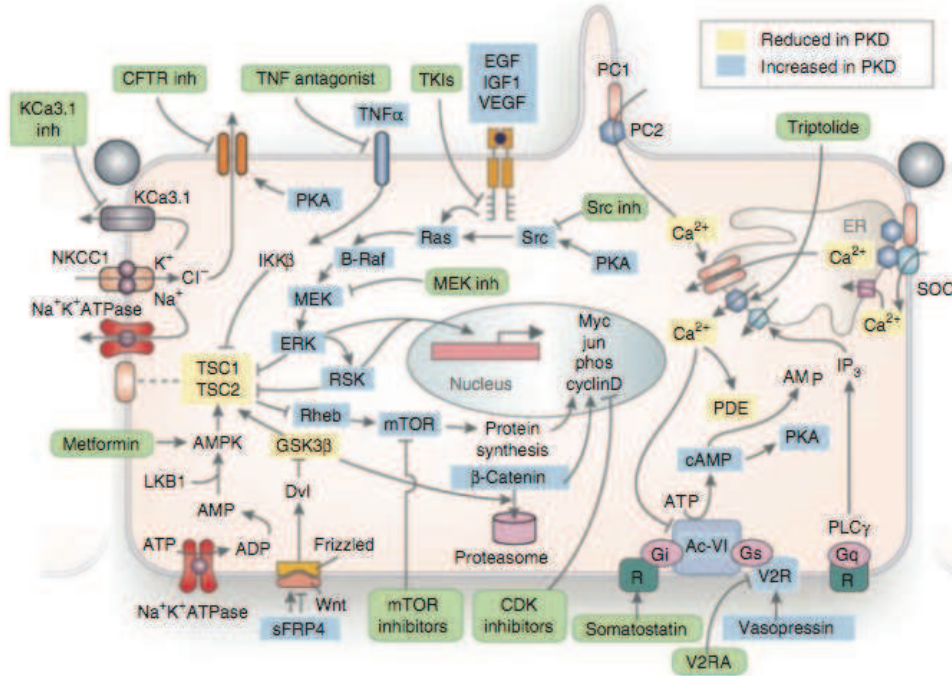 Reduced in PKD
Increased in PKD
CFTR inh
TNF antagonist
TKIs
EGF
IGF1
VEGF
PC1
PC2
KCa3.1
inh
TNFα
Triptolide
KCa3.1
PKA
Src inh
Ca2+
ER
Ras
Src
NKCC1
K+
Cl−
IKKβ
B-Raf
PKA
Ca2+
SOC
Na+
MEK
MEK inh
Na+K+ATPase
Ca2+
Ca2+
ERK
Myc
jun
phos
cyclinD
TSC1
TSC2
RSK
Nucleus
IP3
AMP
PDE
Rheb
mTOR
Protein
synthesis
Metformin
AMPK
GSK3β
PKA
cAMP
β-Catenin
LKB1
Dvl
ATP
AMP
PLCγ
Proteasome
ATP
ADP
Frizzled
Gi
Ac-VI
Gs
Gq
R
V2R
R
Na+K+ATPase
Wnt
sFRP4
mTOR
inhibitors
CDK
inhibitors
Somatostatin
Vasopressin
V2RA